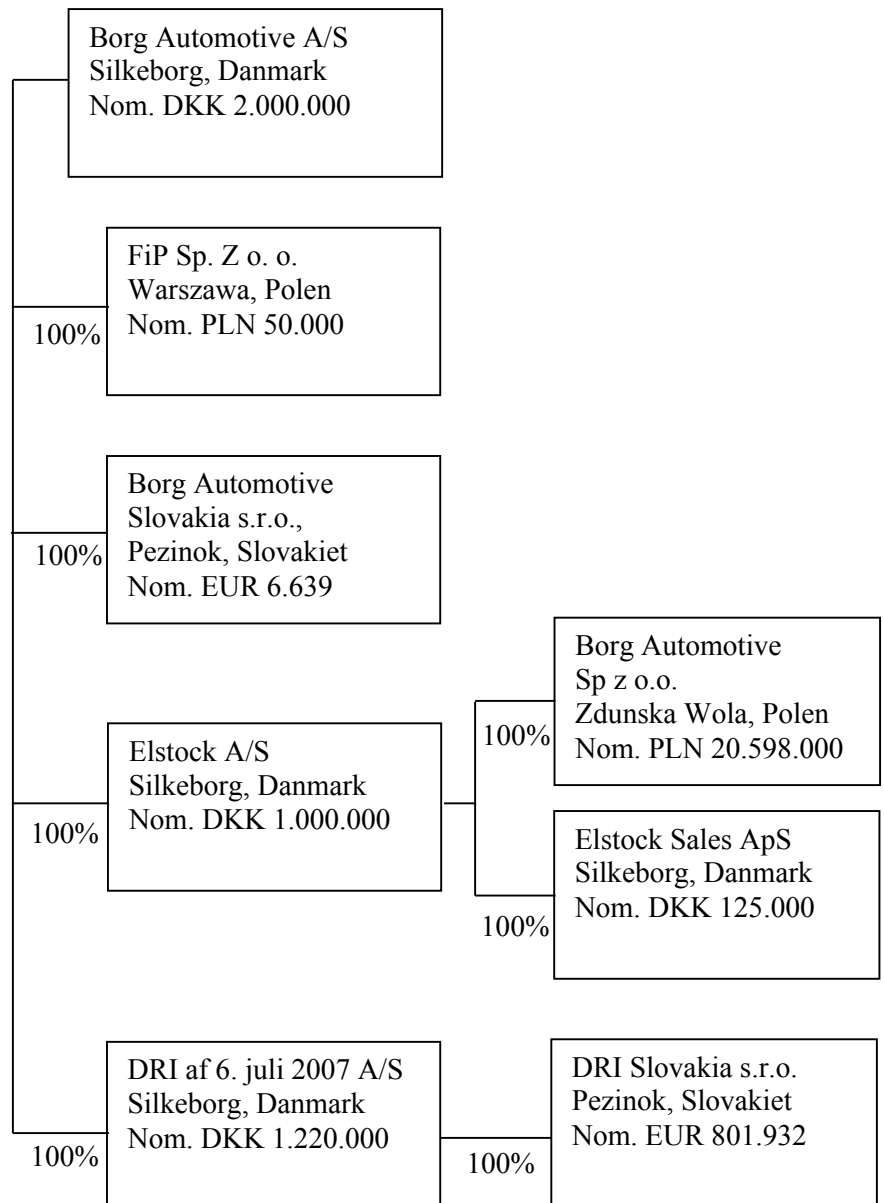 Borg Automotive A/S
Silkeborg, Danmark
Nom. DKK 2.000.000
FiP Sp. Z o. o.
Warszawa, Polen
Nom. PLN 50.000
100%
Borg Automotive
Slovakia s.r.o.,
Pezinok, Slovakiet
Nom. EUR 6.639
100%
Borg Automotive
Sp z o.o.
Zdunska Wola, Polen
Nom. PLN 20.598.000
100%
Elstock A/S
Silkeborg, Danmark
Nom. DKK 1.000.000
100%
Elstock Sales ApS
Silkeborg, Danmark
Nom. DKK 125.000
100%
DRI af 6. juli 2007 A/S
Silkeborg, Danmark
Nom. DKK 1.220.000
100%
DRI Slovakia s.r.o.
Pezinok, Slovakiet
Nom. EUR 801.932
100%